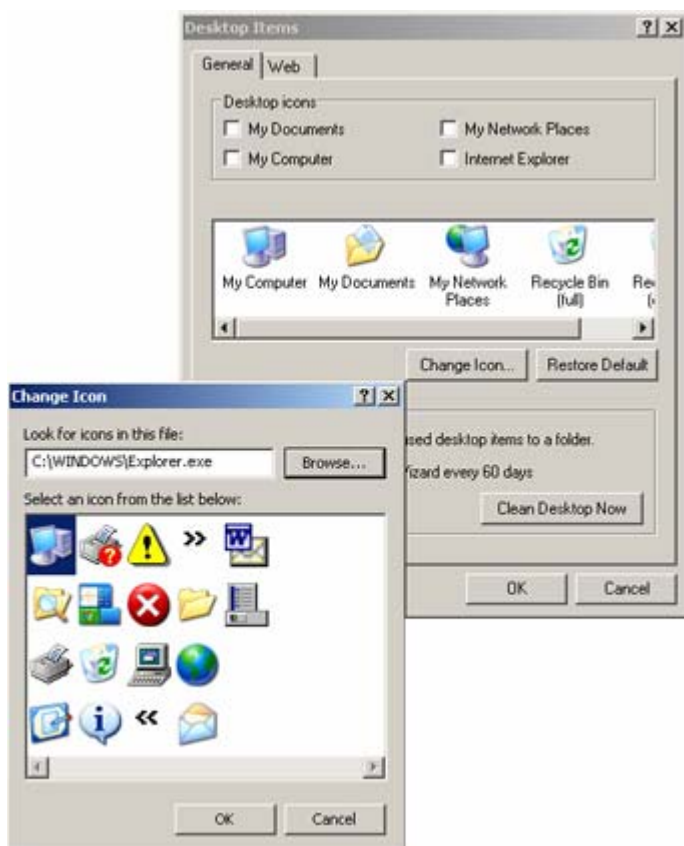 Desktop Items
General Web
Desktop icons
My Documents My Network Places
My Computer Internet Explorer
My Computer My Documents My Network Places Recycle Bin (full)
Change Icon... Restore Default
used desktop items to a folder.
every 60 days
Clean Desktop Now
OK Cancel
Change Icon
Look for icons in this file:
C:\WINDOWS\Explorer.exe Browse...
Select an icon from the list below:
OK Cancel